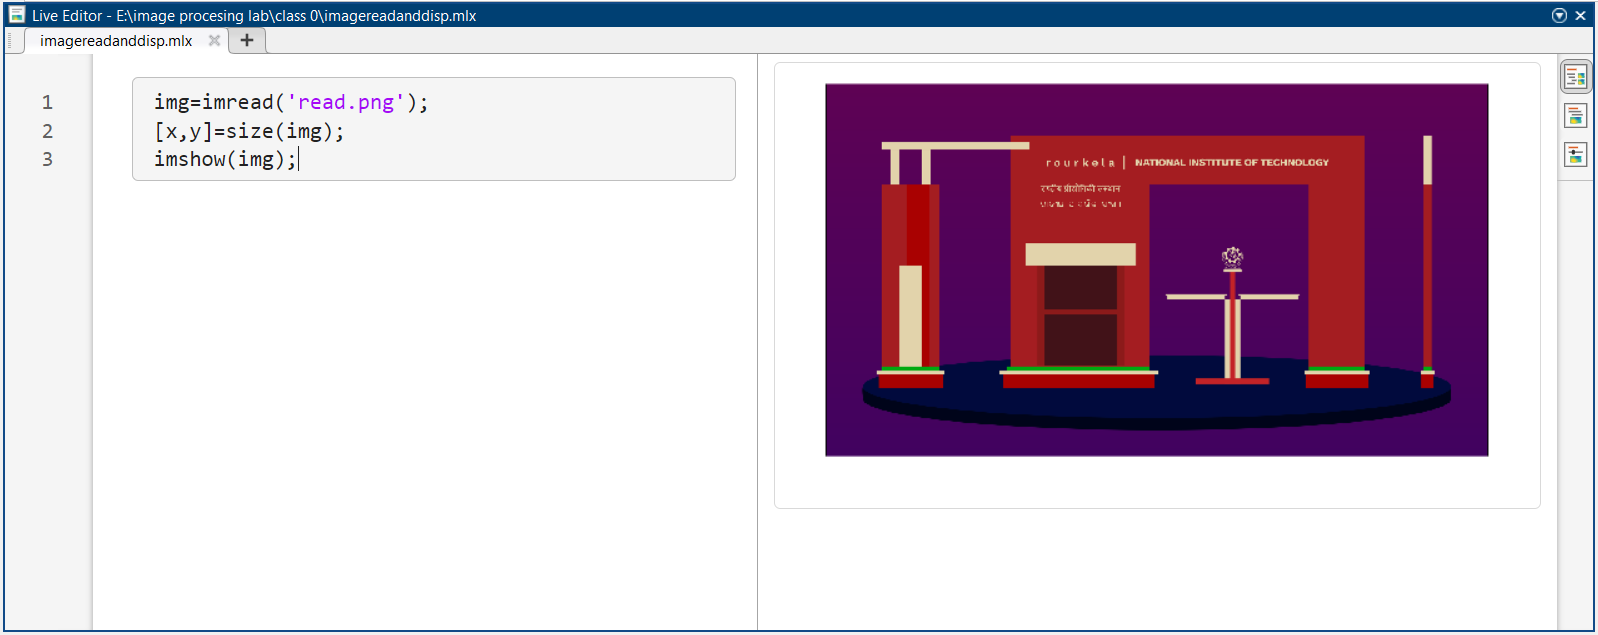 Live Editor - E:\image procesing lab\class 0\imagereadanddisp.mlx
imagereadanddisp.mlx
1 img=imread('read.png');
2 [x,y]=size(img);
3 imshow(img);
rourkela | NATIONAL INSTITUTE OF TECHNOLOGY
संस्थान